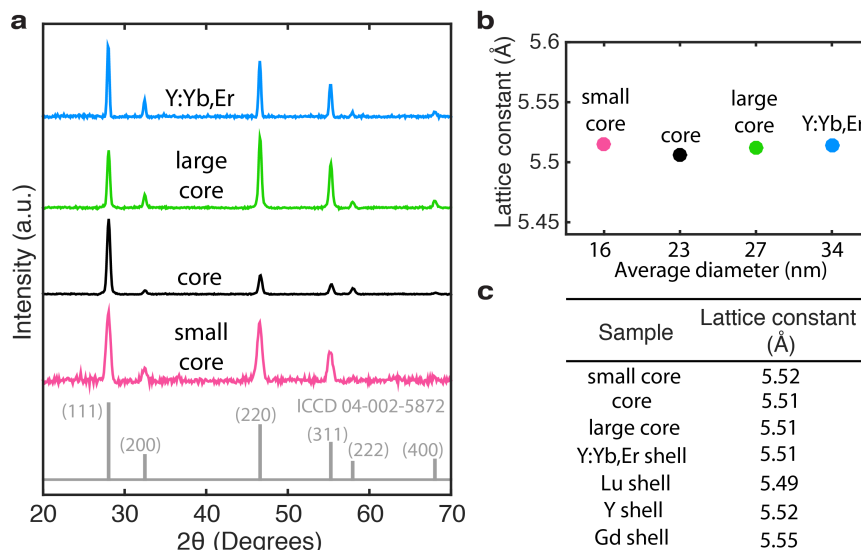 a
Y:Yb,Er
large
core
core
small
core
ICCD 04-002-5872
(111)
(200)
(220)
(311)
(222)
(400)
20 30 40 50 60 70
2θ (Degrees)
Intensity (a.u.)
b
5.6
5.55
5.5
5.45
Lattice constant (Å)
small
core
core
large
core
Y:Yb,Er
16 23 27 34
Average diameter (nm)
c
Sample Lattice constant
(Å)
small core 5.52
core 5.51
large core 5.51
Y:Yb,Er shell 5.51
Lu shell 5.49
Y shell 5.52
Gd shell 5.55